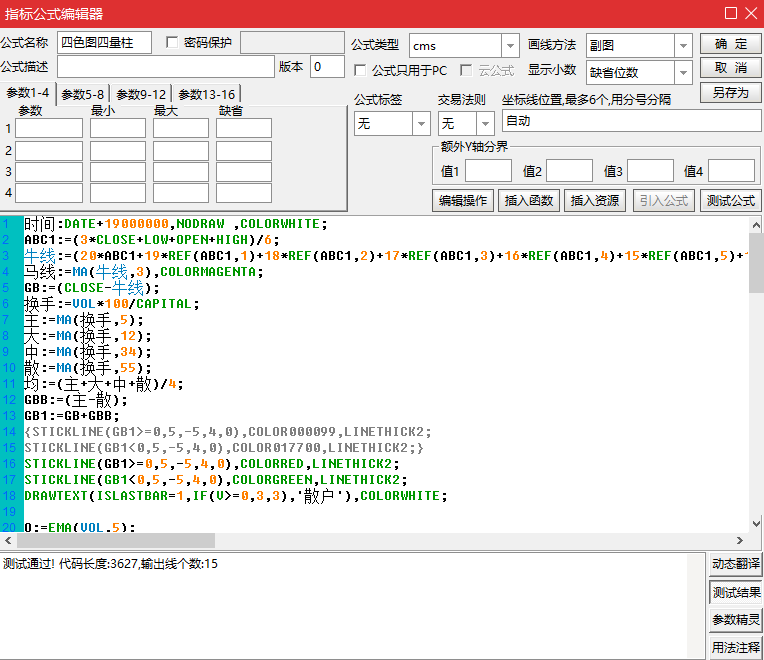 指标公式编辑器
公式名称 四色图四量柱 密码保护 公式类型 cms 画线方法 副图 确 定
公式描述 版本 0 公式只用于PC 云公式 显示小数 缺省位数 取 消
另存为
参数1-4 参数5-8 参数9-12 参数13-16 公式标签 交易法则 坐标线位置,最多6个,用分号分隔
参数 最小 最大 缺省 无 无 自动
1
2
3
4
额外Y轴分界
值1 值2 值3 值4
编辑操作 插入函数 插入资源 引入公式 测试公式
1 时间:DATE+19000000,NODRAW ,COLORWHITE;
2 ABC1:=(3*CLOSE+LOW+OPEN+HIGH)/6;
3 牛线:=(20*ABC1+19*REF(ABC1,1)+18*REF(ABC1,2)+17*REF(ABC1,3)+16*REF(ABC1,4)+15*REF(ABC1,5)+
4 马线:=MA(牛线,3),COLORMAGENTA;
5 GB:=(CLOSE-牛线);
6 换手:=VOL*100/CAPITAL;
7 主:=MA(换手,5);
8 大:=MA(换手,12);
9 中:=MA(换手,34);
10 散:=MA(换手,55);
11 均:=(主+大+中+散)/4;
12 GBB:=(主-散);
13 GB1:=GB+GBB;
14 {STICKLINE(GB1>=0,5,-5,4,0),COLOR000099,LINETHICK2;
15 STICKLINE(GB1<0,5,-5,4,0),COLOR017700,LINETHICK2;}
16 STICKLINE(GB1>=0,5,-5,4,0),COLORRED,LINETHICK2;
17 STICKLINE(GB1<0,5,-5,4,0),COLORGREEN,LINETHICK2;
18 DRAWTEXT(ISLASTBAR=1,IF(V>=0,3,3),'散户'),COLORWHITE;
19
20 Q:=EMA(VOL,5);
测试通过! 代码长度:3627,输出线个数:15
动态翻译
测试结果
参数精灵
用法注释